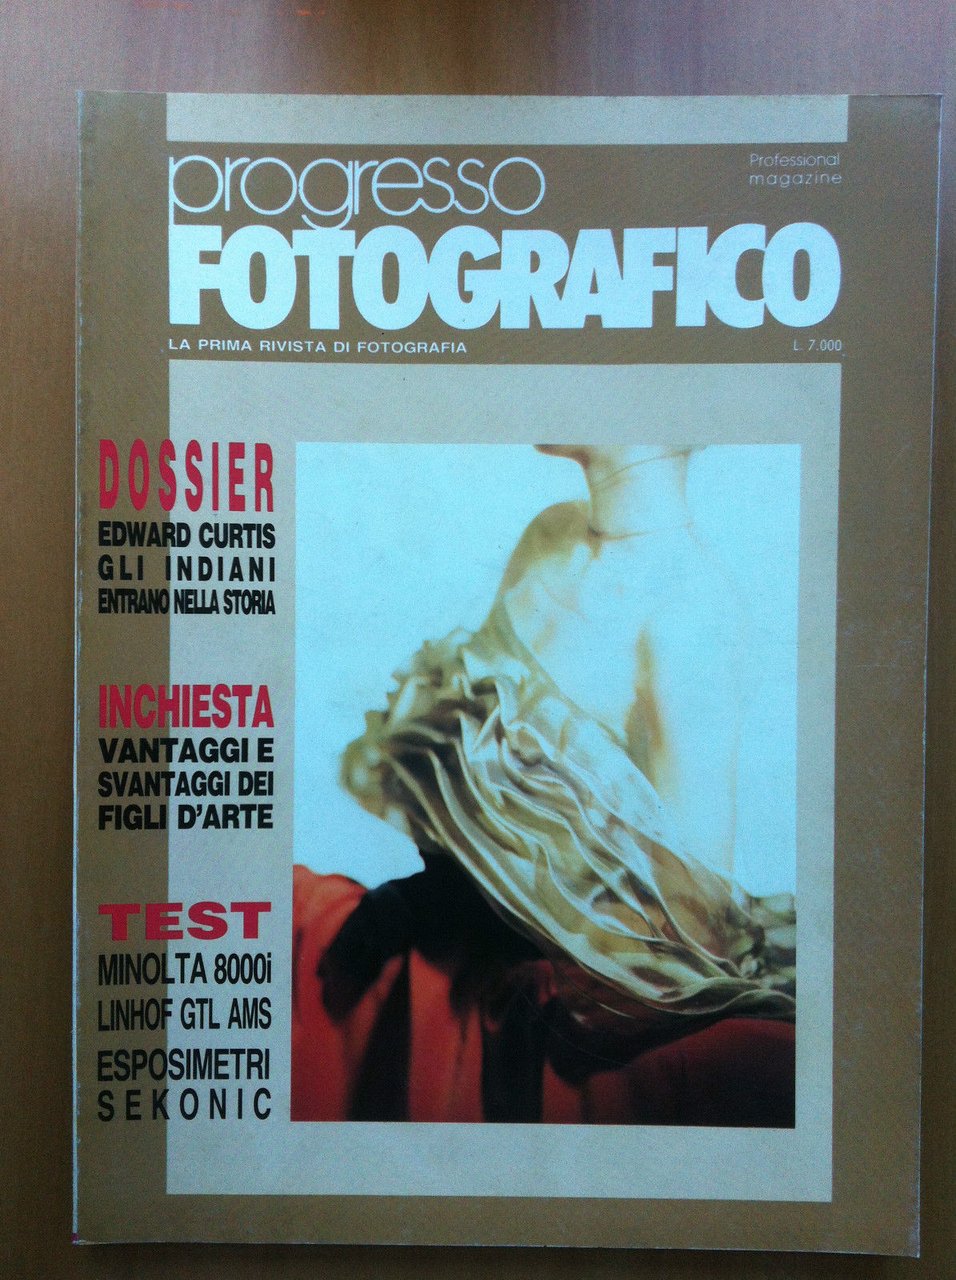 progresso
Professional
magazine
FOTOGRAFICO
LA PRIMA RIVISTA DI FOTOGRAFIA
L. 7.000
DOSSIER
EDWARD CURTIS
GLI INDIANI
ENTRANO NELLA STORIA
INCHIESTA
VANTAGGI E
SVANTAGGI DEI
FIGLI D'ARTE
TEST
MINOLTA 8000i
LINHOF GTL AMS
ESPOSIMETRI
SEKONIC